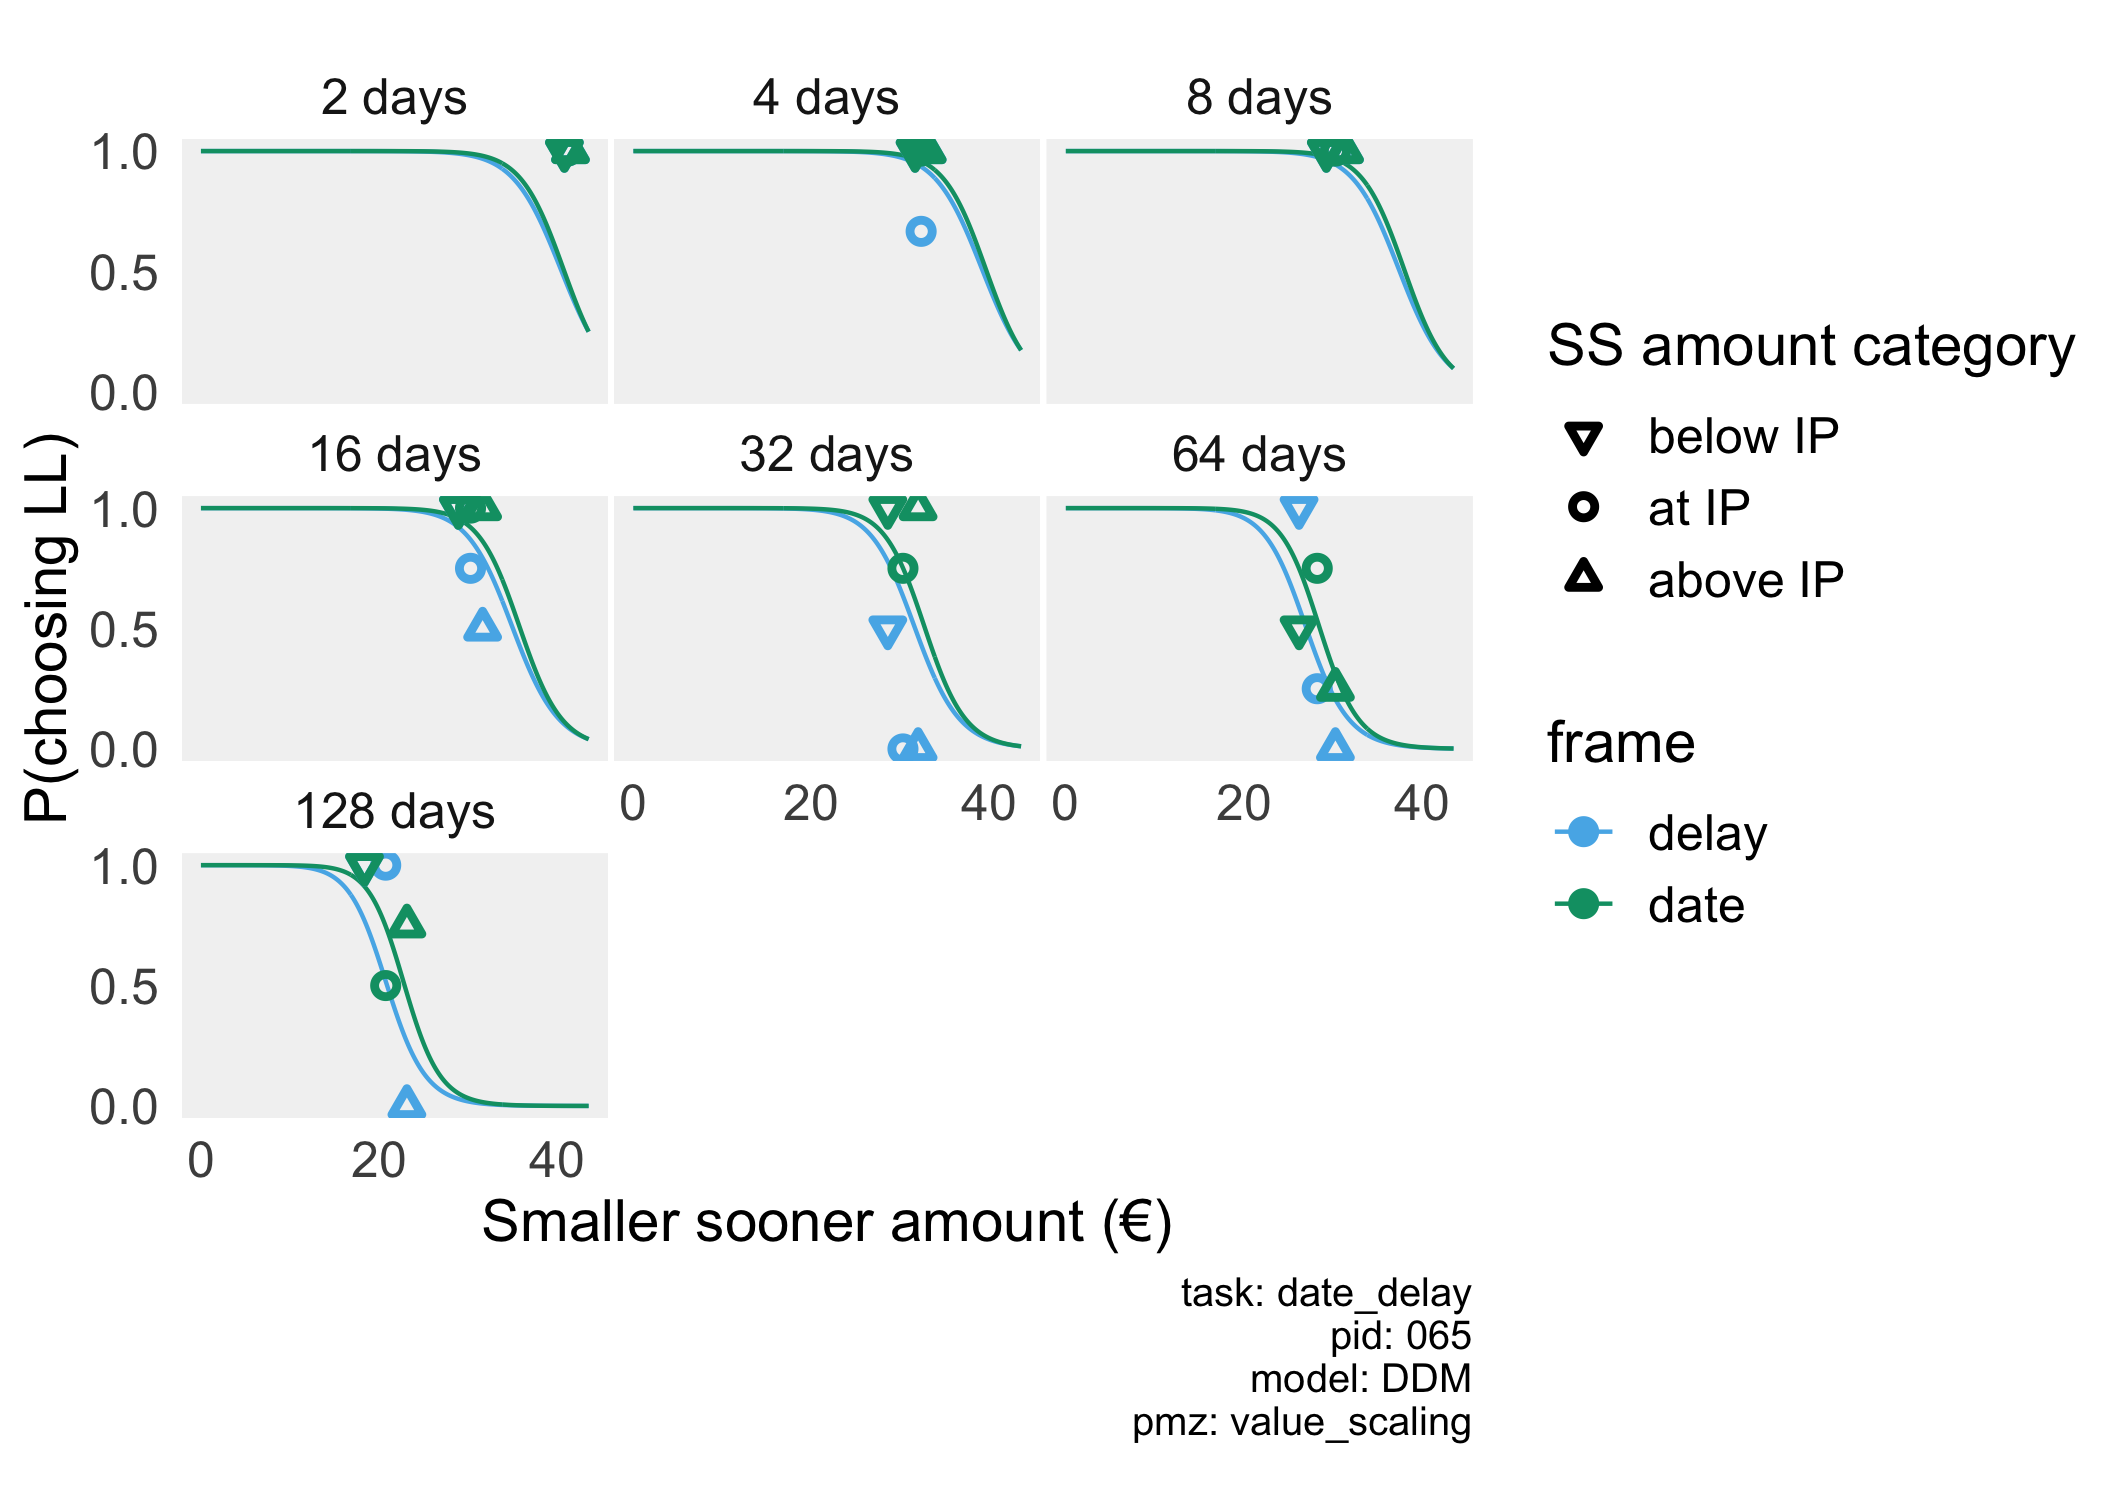 2 days
4 days
8 days
1.0
0.5
0.0
16 days
32 days
64 days
1.0
0.5
0.0
0
20
40
0
20
40
128 days
1.0
0.5
0.0
0
20
40
P(choosing LL)
Smaller sooner amount (€)
SS amount category
below IP
at IP
above IP
frame
delay
date
task: date_delay
pid: 065
model: DDM
pmz: value_scaling